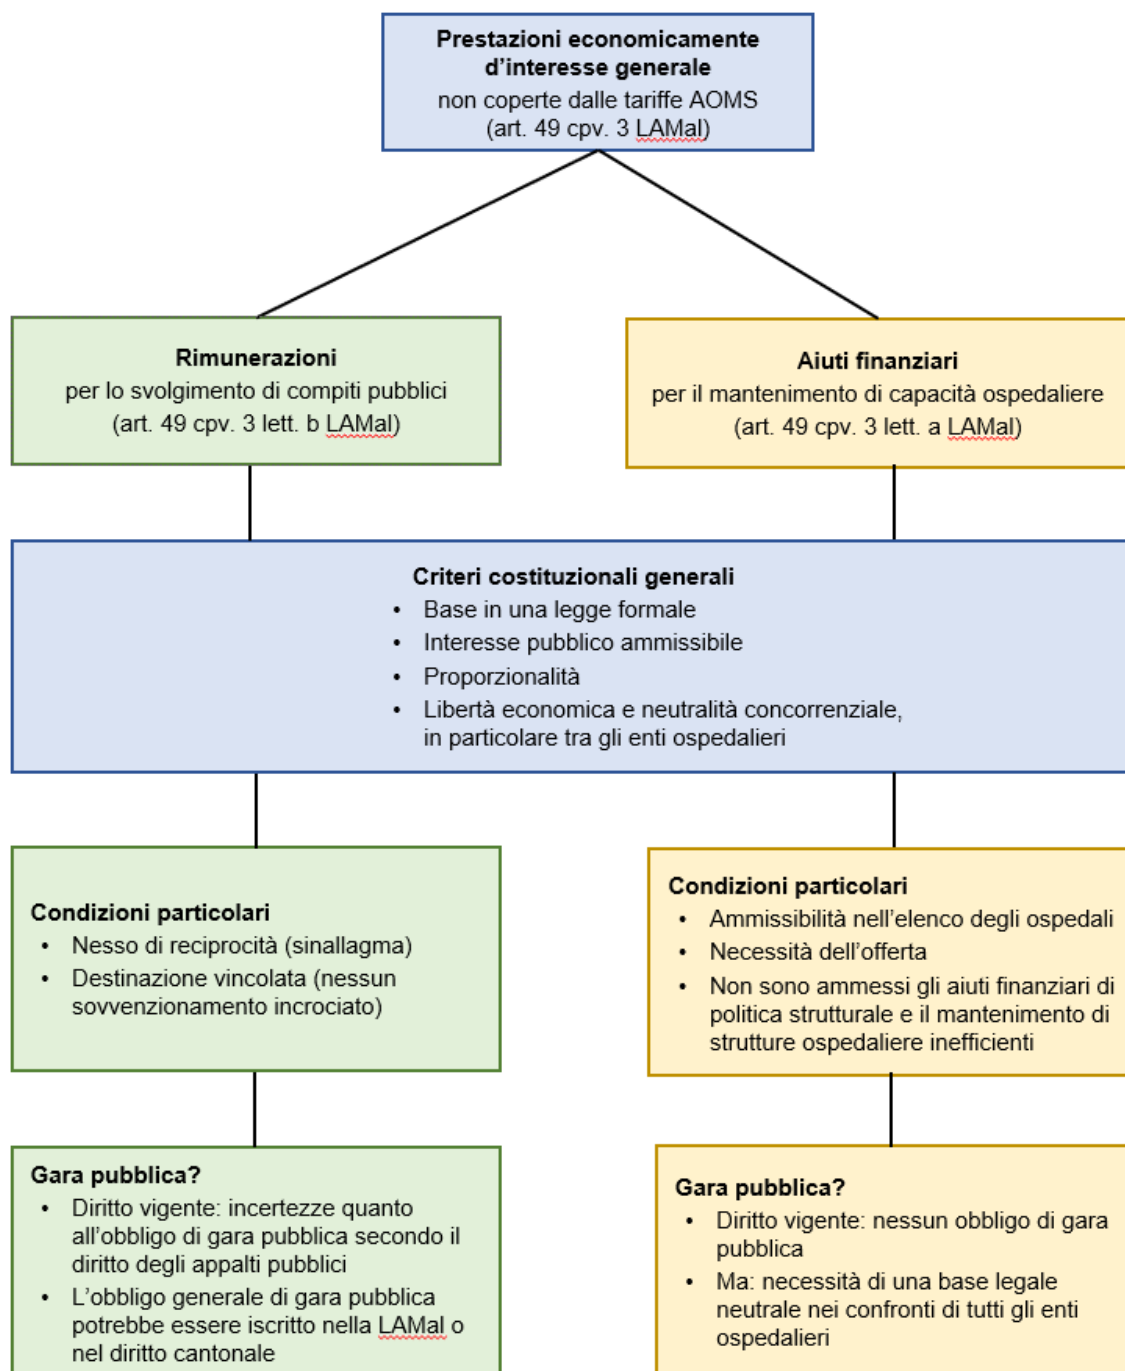 Prestazioni economicamente
d'interesse generale
non coperte dalle tariffe AOMS
(art. 49 cpv. 3 LAMal)
Rimunerazioni
per lo svolgimento di compiti pubblici
(art. 49 cpv. 3 lett. b LAMal)
Aiuti finanziari
per il mantenimento di capacità ospedaliere
(art. 49 cpv. 3 lett. a LAMal)
Criteri costituzionali generali
• Base in una legge formale
• Interesse pubblico ammissibile
• Proporzionalità
• Libertà economica e neutralità concorrenziale,
in particolare tra gli enti ospedalieri
Condizioni particolari
• Nesso di reciprocità (sinallagma)
• Destinazione vincolata (nessun
sovvenzionamento incrociato)
Condizioni particolari
• Ammissibilità nell'elenco degli ospedali
• Necessità dell'offerta
• Non sono ammessi gli aiuti finanziari di
politica strutturale e il mantenimento di
strutture ospedaliere inefficienti
Gara pubblica?
• Diritto vigente: incertezze quanto
all'obbligo di gara pubblica secondo il
diritto degli appalti pubblici
• L'obbligo generale di gara pubblica
potrebbe essere iscritto nella LAMal o
nel diritto cantonale
Gara pubblica?
• Diritto vigente: nessun obbligo di gara
pubblica
• Ma: necessità di una base legale
neutrale nei confronti di tutti gli enti
ospedalieri